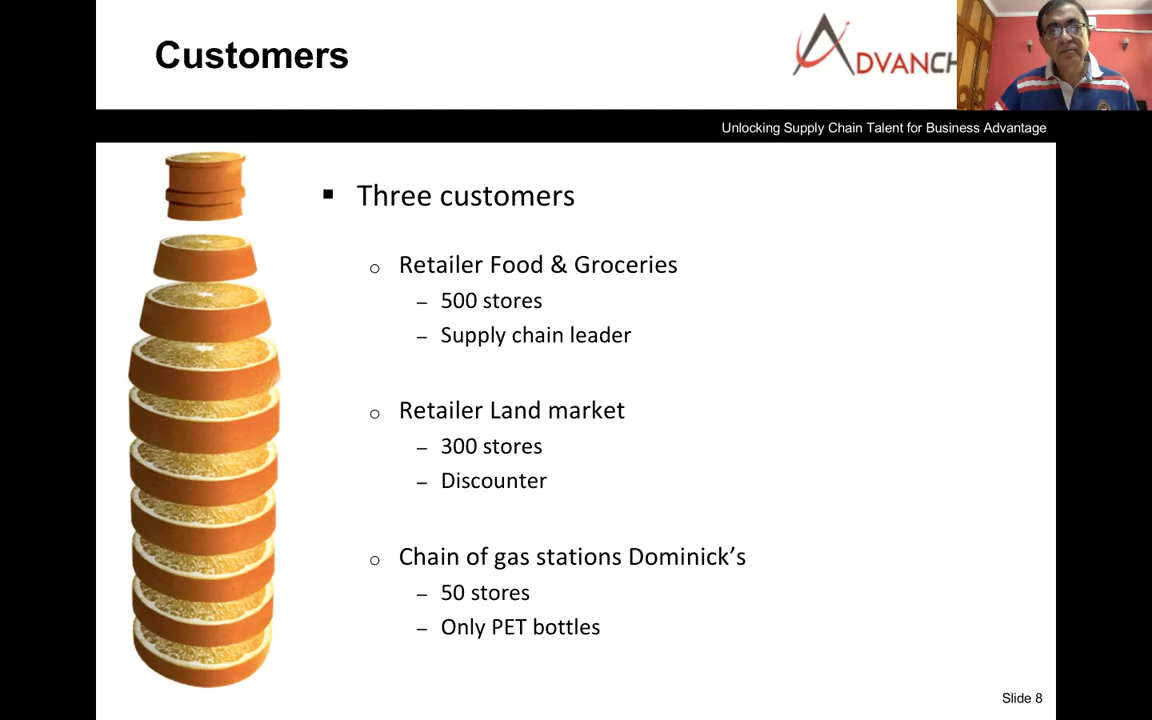 Customers
ADVANCH
Unlocking Supply Chain Talent for Business Advantage
▪ Three customers
o Retailer Food & Groceries
– 500 stores
– Supply chain leader
o Retailer Land market
– 300 stores
– Discounter
o Chain of gas stations Dominick’s
– 50 stores
– Only PET bottles
Slide 8